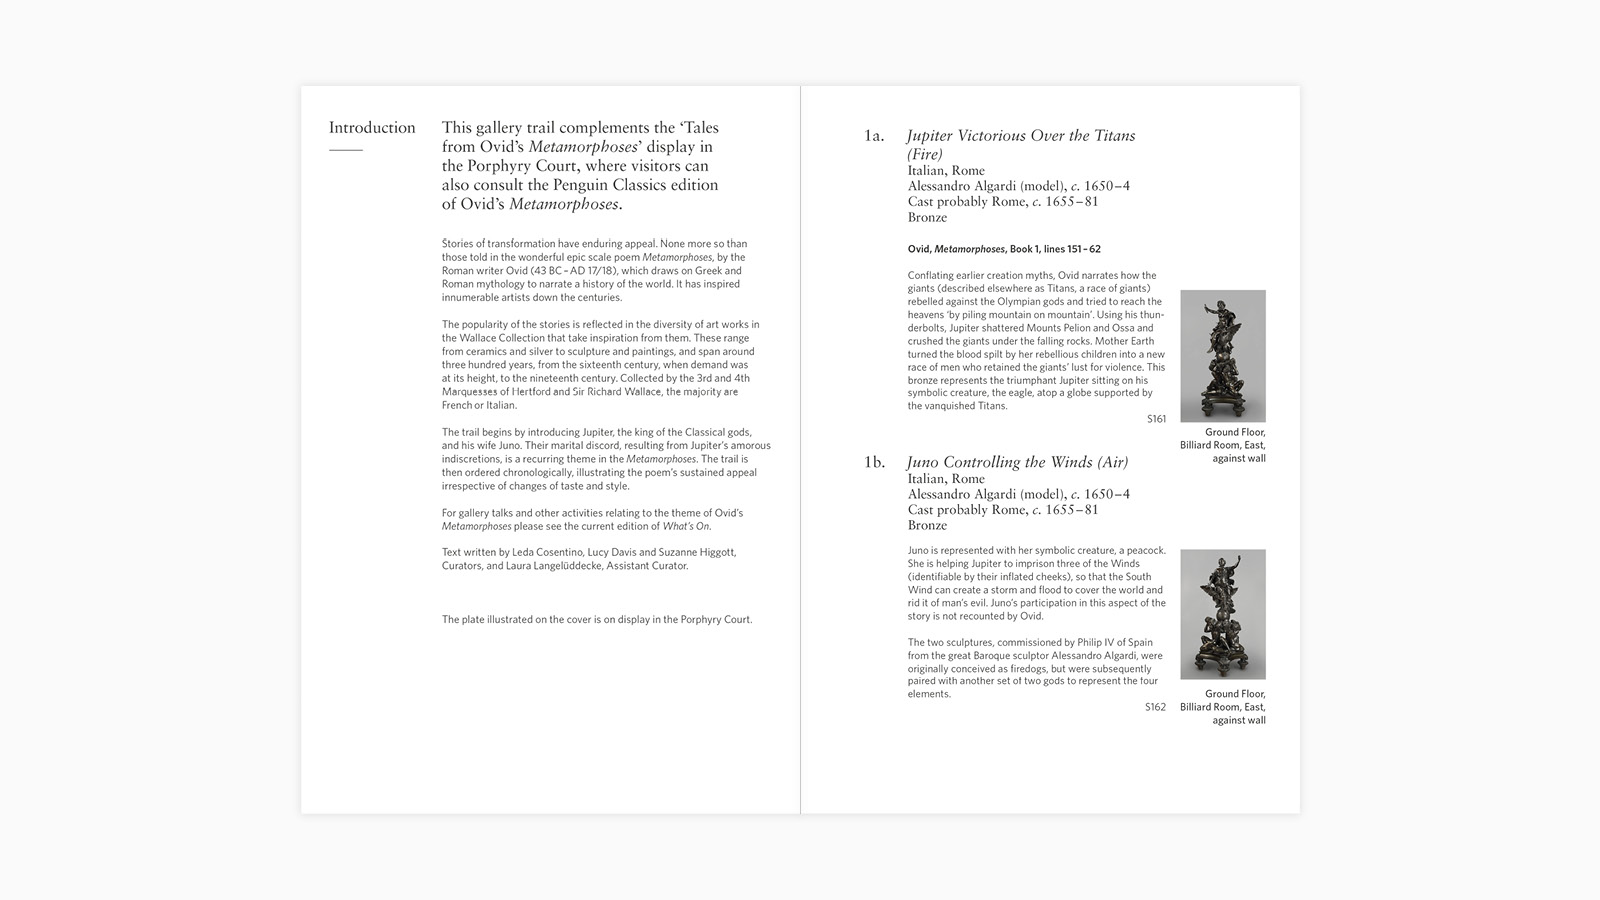 Introduction
This gallery trail complements the ‘Tales
from Ovid’s Metamorphoses’ display in
the Porphyry Court, where visitors can
also consult the Penguin Classics edition
of Ovid’s Metamorphoses.
Stories of transformation have enduring appeal. None more so than
those told in the wonderful epic scale poem Metamorphoses, by the
Roman writer Ovid (43 BC – AD 17/18), which draws on Greek and
Roman mythology to narrate a history of the world. It has inspired
innumerable artists down the centuries.
The popularity of the stories is reflected in the diversity of art works in
the Wallace Collection that take inspiration from them. These range
from ceramics and silver to sculpture and paintings, and span around
three hundred years, from the sixteenth century, when demand was
at its height, to the nineteenth century. Collected by the 3rd and 4th
Marquesses of Hertford and Sir Richard Wallace, the majority are
French or Italian.
The trail begins by introducing Jupiter, the king of the Classical gods,
and his wife Juno. Their marital discord, resulting from Jupiter’s amorous
indiscretions, is a recurring theme in the Metamorphoses. The trail is
then ordered chronologically, illustrating the poem’s sustained appeal
irrespective of changes of taste and style.
For gallery talks and other activities relating to the theme of Ovid’s
Metamorphoses please see the current edition of What’s On.
Text written by Leda Cosentino, Lucy Davis and Suzanne Higgott,
Curators, and Laura Langelüddecke, Assistant Curator.
The plate illustrated on the cover is on display in the Porphyry Court.
1a. Jupiter Victorious Over the Titans
(Fire)
Italian, Rome
Alessandro Algardi (model), c. 1650–4
Cast probably Rome, c. 1655–81
Bronze
Ovid, Metamorphoses, Book 1, lines 151–62
Conflating earlier creation myths, Ovid narrates how the
giants (described elsewhere as Titans, a race of giants)
rebelled against the Olympian gods and tried to reach the
heavens ‘by piling mountain on mountain’. Using his thun-
derbolts, Jupiter shattered Mounts Pelion and Ossa and
crushed the giants under the falling rocks. Mother Earth
turned the blood spilt by her rebellious children into a new
race of men who retained the giants’ lust for violence. This
bronze represents the triumphant Jupiter sitting on his
symbolic creature, the eagle, atop a globe supported by
the vanquished Titans.
S161
Ground Floor,
Billiard Room, East,
against wall
1b. Juno Controlling the Winds (Air)
Italian, Rome
Alessandro Algardi (model), c. 1650–4
Cast probably Rome, c. 1655–81
Bronze
Juno is represented with her symbolic creature, a peacock.
She is helping Jupiter to imprison three of the Winds
(identifiable by their inflated cheeks), so that the South
Wind can create a storm and flood to cover the world and
rid it of man’s evil. Juno’s participation in this aspect of the
story is not recounted by Ovid.
The two sculptures, commissioned by Philip IV of Spain
from the great Baroque sculptor Alessandro Algardi, were
originally conceived as firedogs, but were subsequently
paired with another set of two gods to represent the four
elements.
S162
Ground Floor,
Billiard Room, East,
against wall